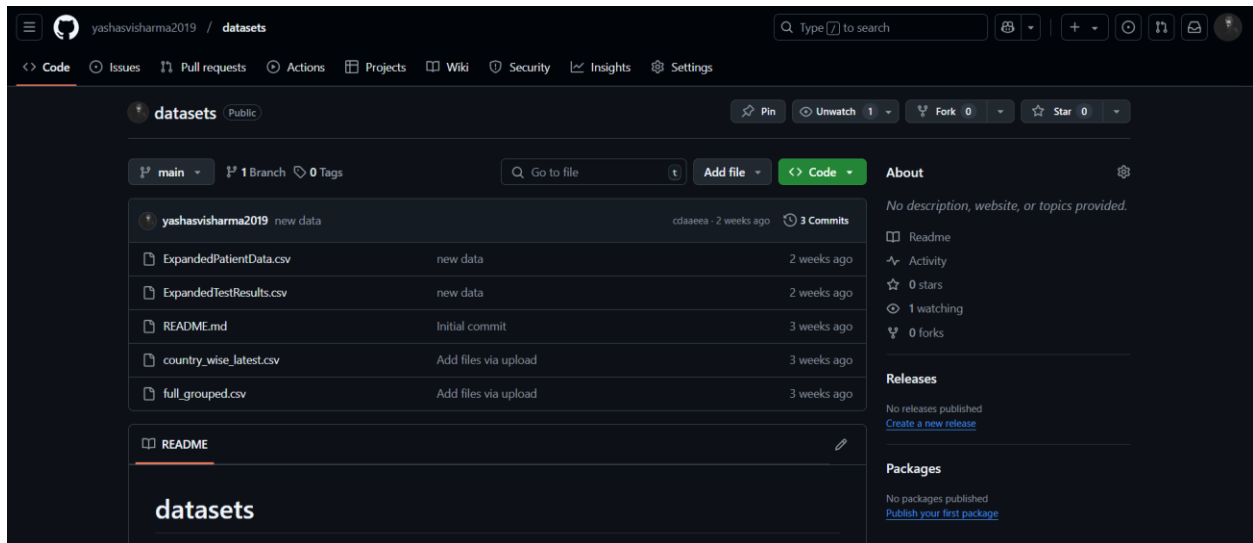 yashasvisharma2019 / datasets
Type / to search
Code Issues Pull requests Actions Projects Wiki Security Insights Settings
datasets Public
Pin Unwatch 1 Fork 0 Star 0
main 1 Branch 0 Tags
Go to file t Add file Code
yashasvisharma2019 new data cdaaeea · 2 weeks ago 3 Commits
ExpandedPatientData.csv new data 2 weeks ago
ExpandedTestResults.csv new data 2 weeks ago
README.md Initial commit 3 weeks ago
country_wise_latest.csv Add files via upload 3 weeks ago
full_grouped.csv Add files via upload 3 weeks ago
README
datasets
About
No description, website, or topics provided.
Readme
Activity
0 stars
1 watching
0 forks
Releases
No releases published
Create a new release
Packages
No packages published
Publish your first package